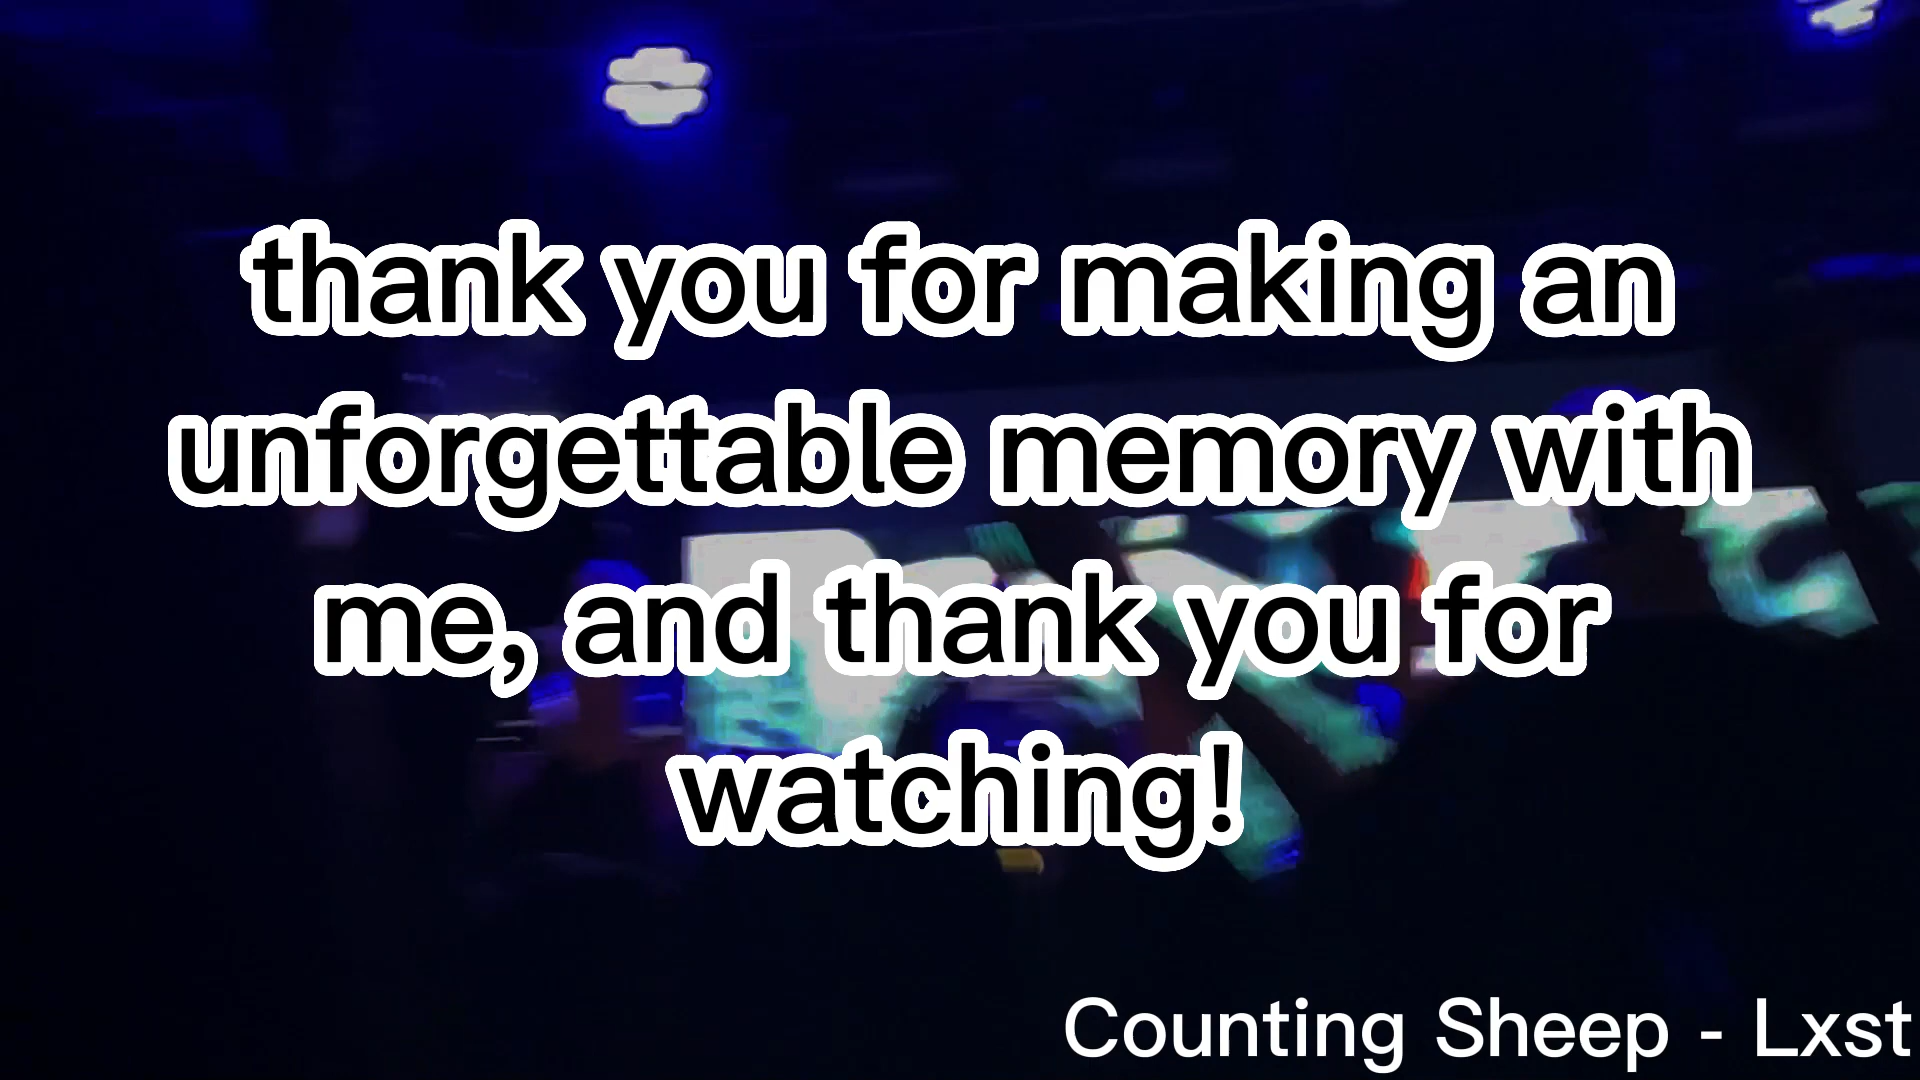 thank you for making an
unforgettable memory with
me, and thank you for
watching!
Counting Sheep - Lxst